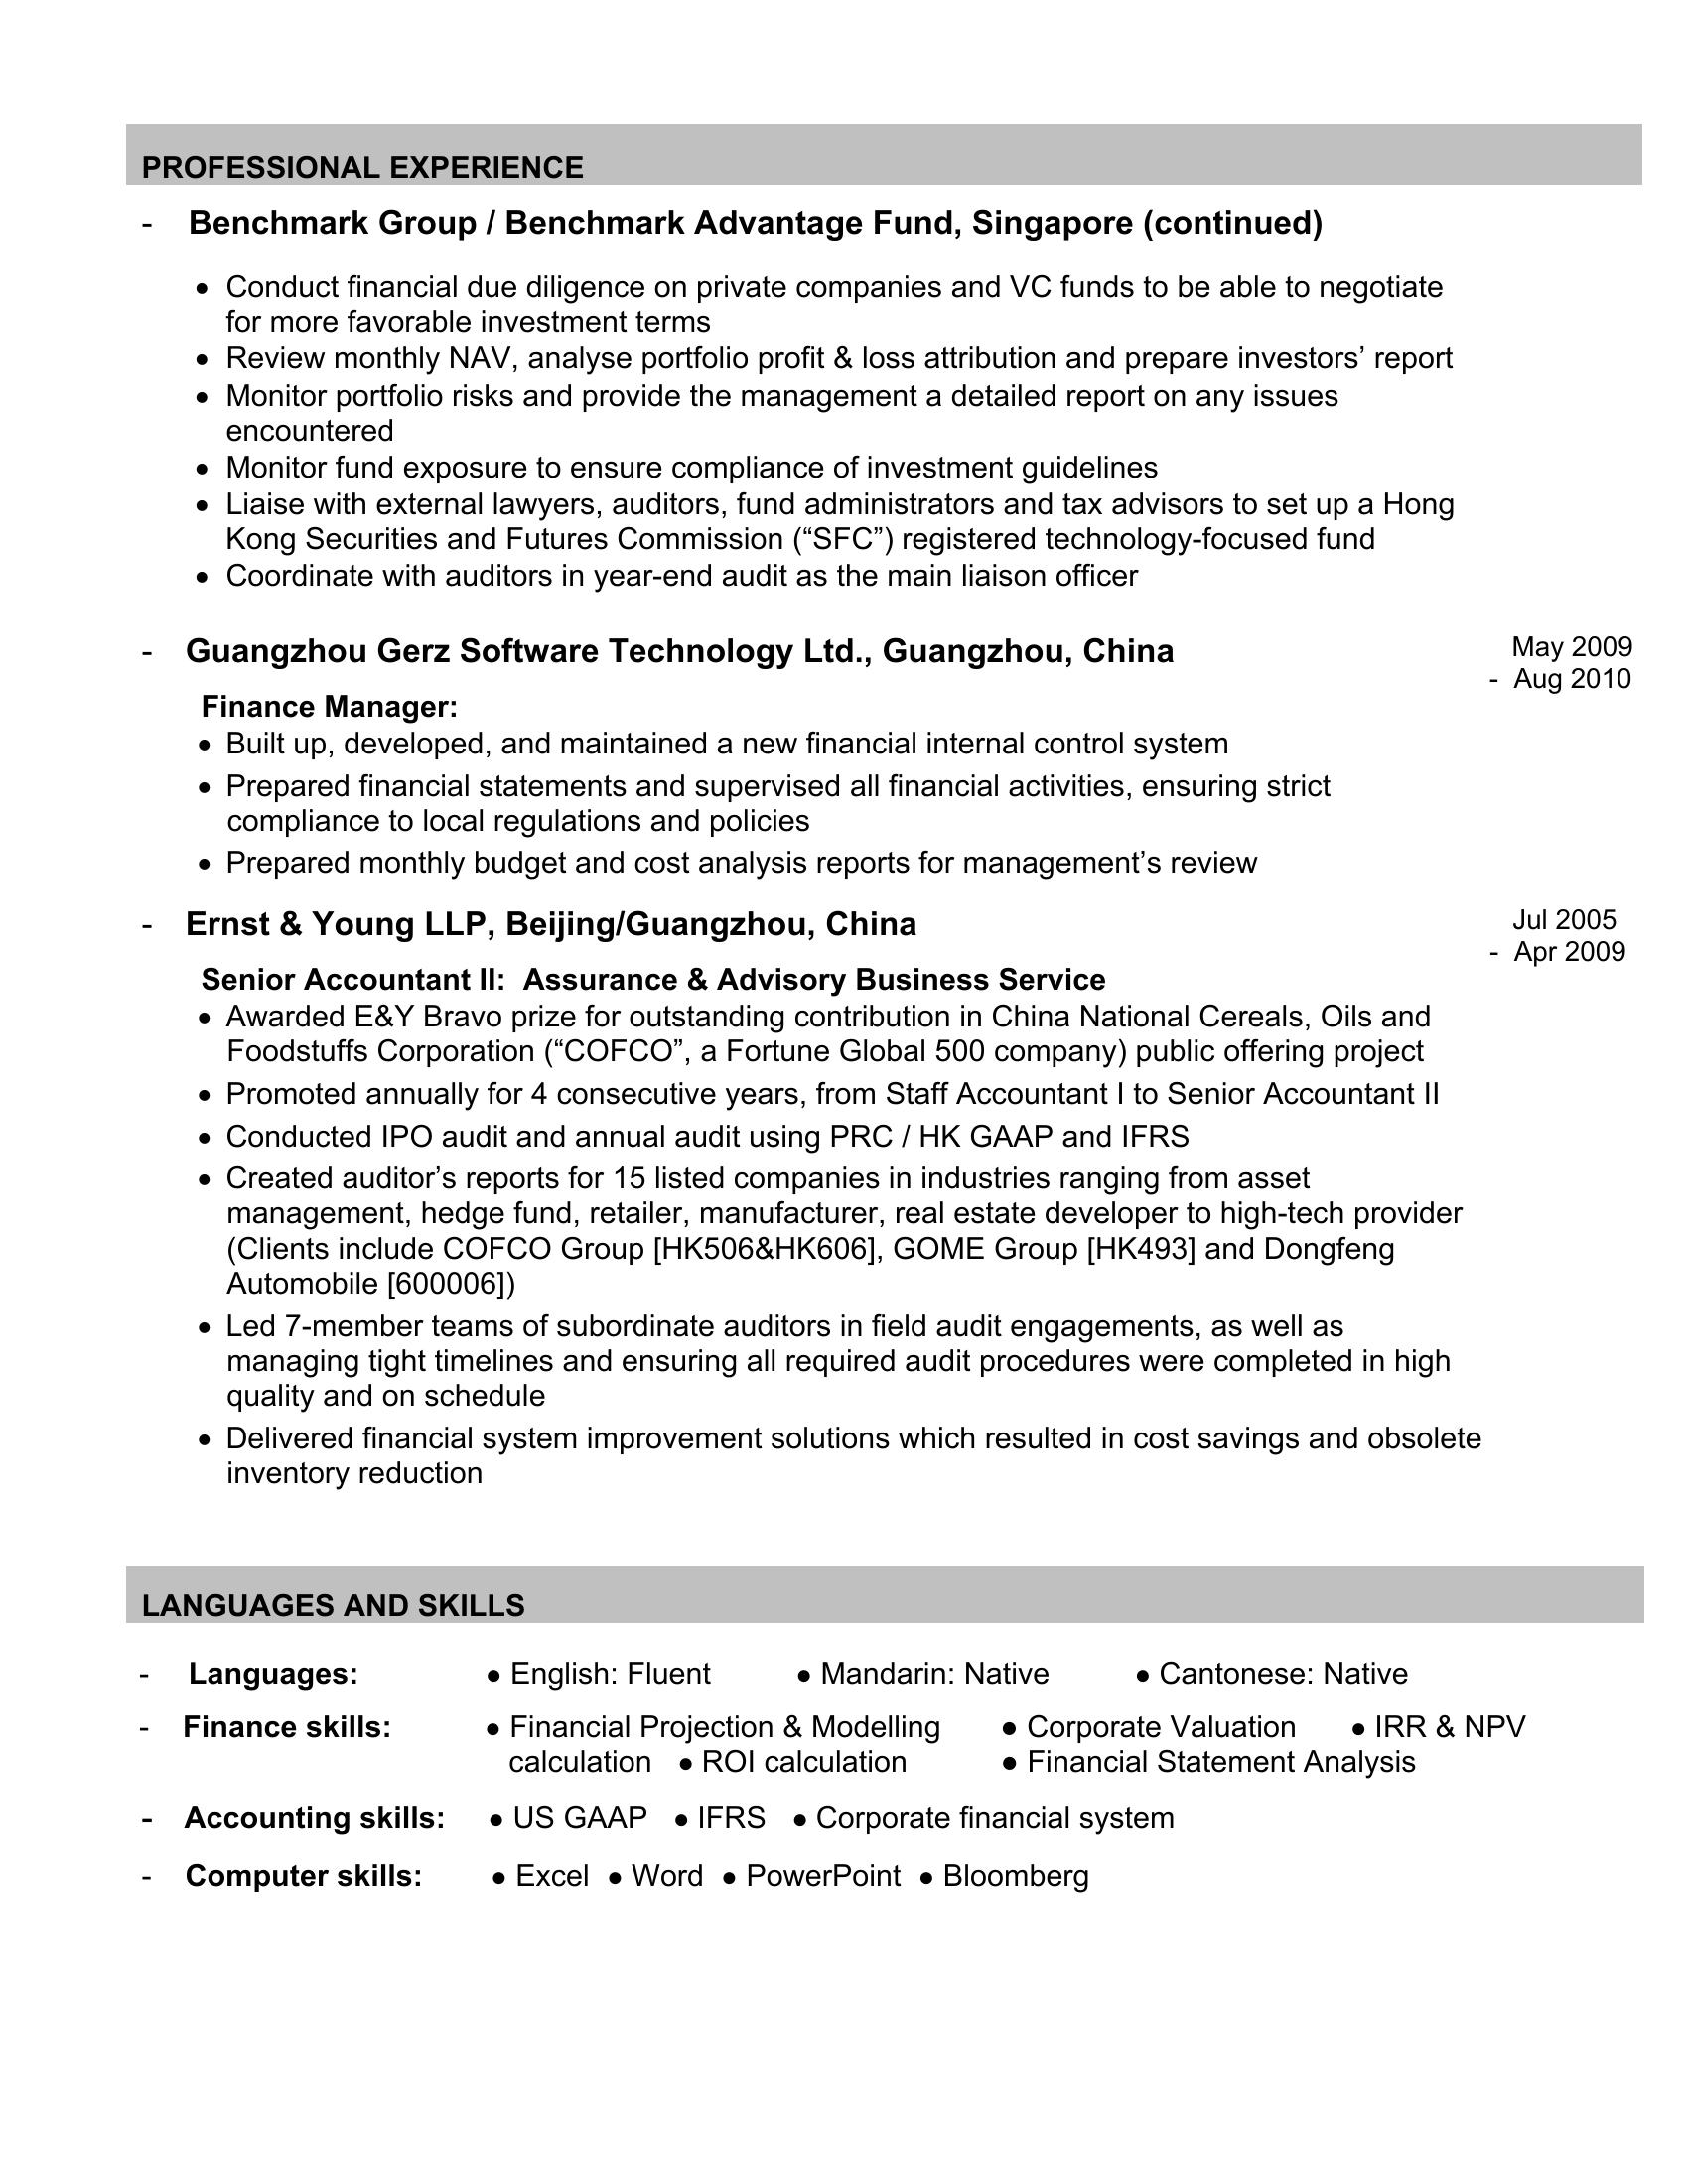 PROFESSIONAL EXPERIENCE
- Benchmark Group / Benchmark Advantage Fund, Singapore (continued)
● Conduct financial due diligence on private companies and VC funds to be able to negotiate
for more favorable investment terms
● Review monthly NAV, analyse portfolio profit & loss attribution and prepare investors’ report
● Monitor portfolio risks and provide the management a detailed report on any issues
encountered
● Monitor fund exposure to ensure compliance of investment guidelines
● Liaise with external lawyers, auditors, fund administrators and tax advisors to set up a Hong
Kong Securities and Futures Commission (“SFC”) registered technology-focused fund
● Coordinate with auditors in year-end audit as the main liaison officer
- Guangzhou Gerz Software Technology Ltd., Guangzhou, China May 2009
- Aug 2010
Finance Manager:
● Built up, developed, and maintained a new financial internal control system
● Prepared financial statements and supervised all financial activities, ensuring strict
compliance to local regulations and policies
● Prepared monthly budget and cost analysis reports for management’s review
- Ernst & Young LLP, Beijing/Guangzhou, China Jul 2005
- Apr 2009
Senior Accountant II: Assurance & Advisory Business Service
● Awarded E&Y Bravo prize for outstanding contribution in China National Cereals, Oils and
Foodstuffs Corporation (“COFCO”, a Fortune Global 500 company) public offering project
● Promoted annually for 4 consecutive years, from Staff Accountant I to Senior Accountant II
● Conducted IPO audit and annual audit using PRC / HK GAAP and IFRS
● Created auditor’s reports for 15 listed companies in industries ranging from asset
management, hedge fund, retailer, manufacturer, real estate developer to high-tech provider
(Clients include COFCO Group [HK506&HK606], GOME Group [HK493] and Dongfeng
Automobile [600006])
● Led 7-member teams of subordinate auditors in field audit engagements, as well as
managing tight timelines and ensuring all required audit procedures were completed in high
quality and on schedule
● Delivered financial system improvement solutions which resulted in cost savings and obsolete
inventory reduction
LANGUAGES AND SKILLS
- Languages: ● English: Fluent ● Mandarin: Native ● Cantonese: Native
- Finance skills: ● Financial Projection & Modelling ● Corporate Valuation ● IRR & NPV
calculation ● ROI calculation ● Financial Statement Analysis
- Accounting skills: ● US GAAP ● IFRS ● Corporate financial system
- Computer skills: ● Excel ● Word ● PowerPoint ● Bloomberg